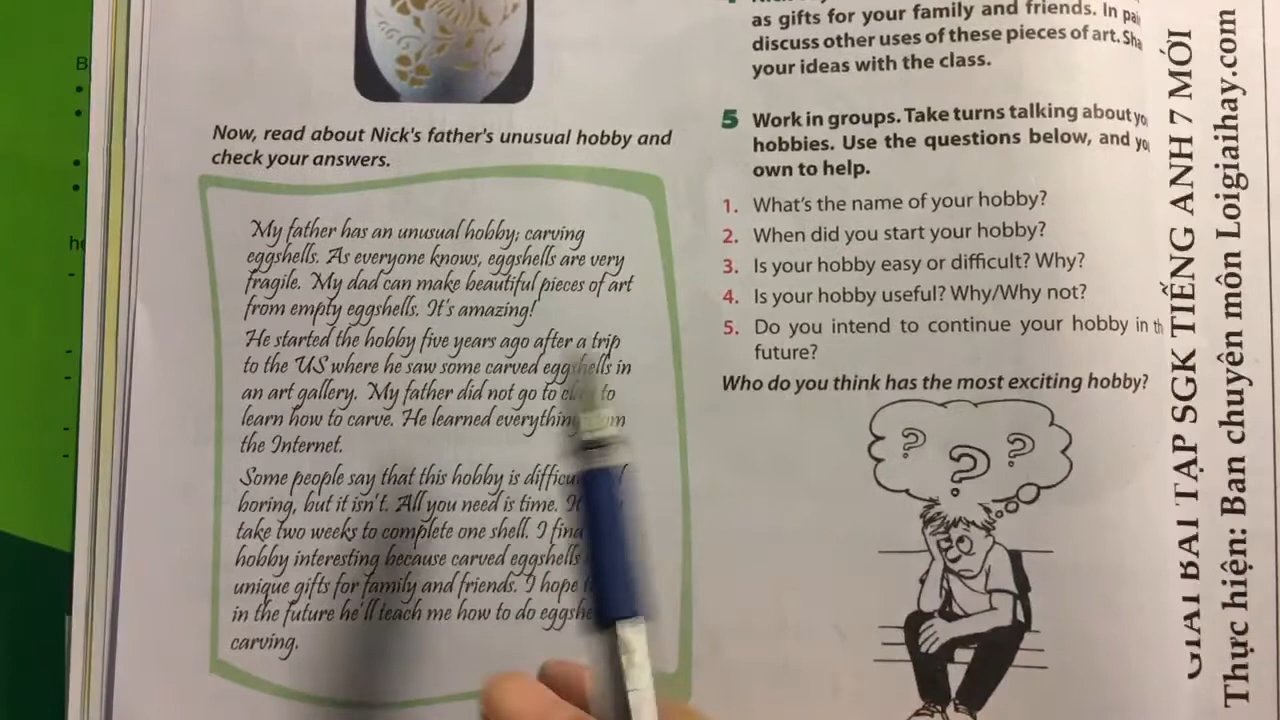 as gifts for your family and friends. In
discuss other uses of these pieces of art.
your ideas with the class.
Now, read about Nick's father's unusual hobby and
check your answers.
My father has an unusual hobby: carving
eggshells. As everyone knows, eggshells are very
fragile. My dad can make beautiful pieces of art
from empty eggshells. It's amazing!
He started the hobby five years ago after a trip
to the US where he saw some carved eggshells in
an art gallery. My father did not go to to
learn how to carve. He learned everything
the Internet.
Some people say that this hobby is
boring, but it isn't. All you need is time.
take two weeks to complete one shell. I
hobby interesting because carved eggshells
unique gifts for family and friends. I hope
in the future he'll teach me how to do
carving.
5 Work in groups. Take turns talking about
hobbies. Use the questions below, and
own to help.
1. What's the name of your hobby?
2. When did you start your hobby?
3. Is your hobby easy or difficult? Why?
4. Is your hobby useful? Why/Why not?
5. Do you intend to continue your hobby in
future?
Who do you think has the most exciting hobby?
? ? ?
GIẢI BÀI TẬP SGK TIẾNG ANH 7 MỚI
Thực hiện: Ban chuyên môn Loigiaihay.com